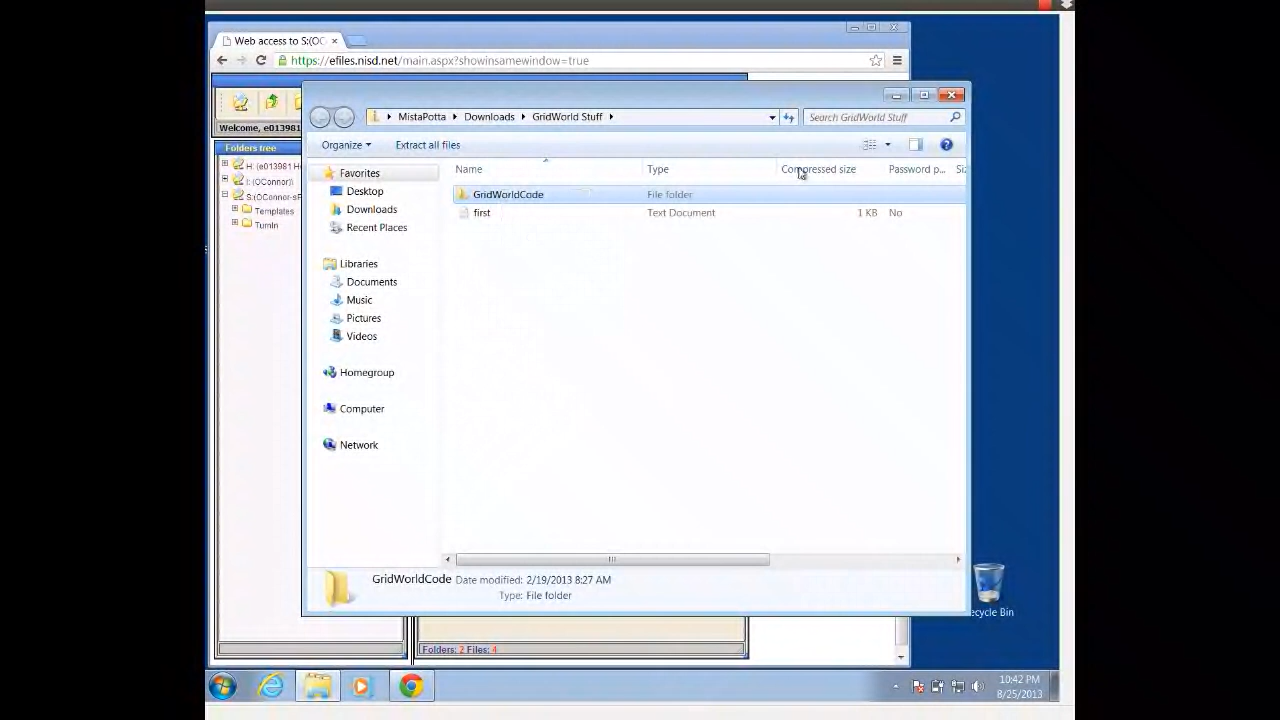 Web access to S:(OC
https://efiles.nisd.net/main.aspx?showinsamewindow=true
MistaPotta
Downloads
GridWorld Stuff
Search GridWorld Stuff
Welcome, e013981
Organize
Extract all files
Folders tree
H: (e013981 H
I: (OConnor)\
S:(OConnor-sF
Templates
TurnIn
Favorites
Desktop
Downloads
Recent Places
Libraries
Documents
Music
Pictures
Videos
Homegroup
Computer
Network
Name Type Compressed size Password p... Siz
GridWorldCode File folder
first Text Document 1 KB No
GridWorldCode Date modified: 2/19/2013 8:27 AM
Type: File folder
ecycle Bin
Folders: 2 Files: 4
10:42 PM
8/25/2013